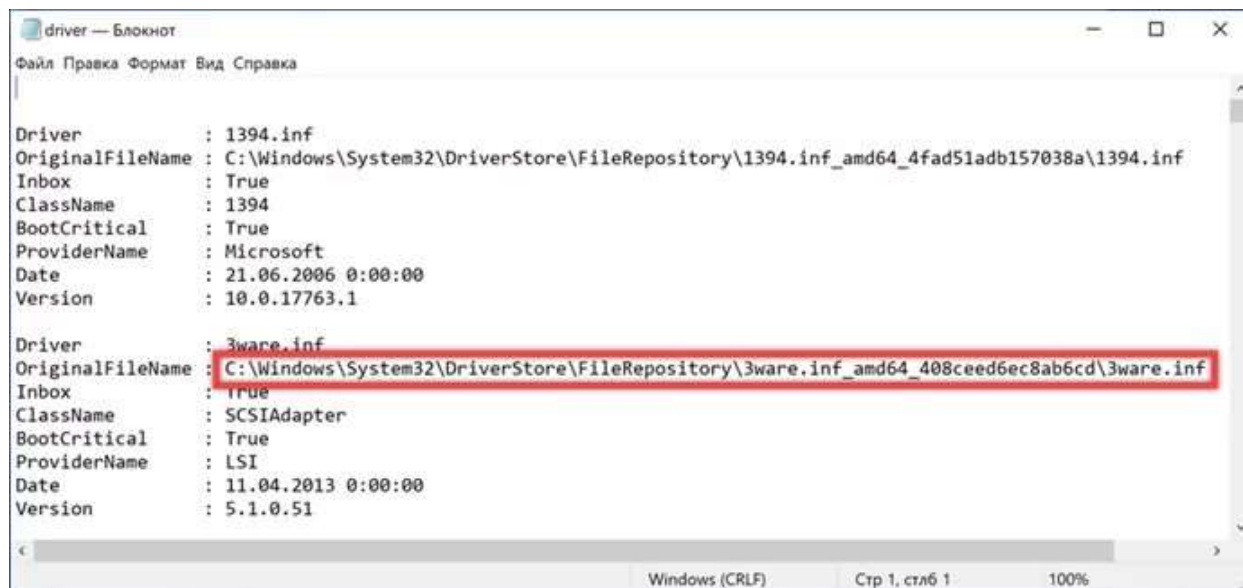 driver — Блокнот
Файл Правка Формат Вид Справка
Driver : 1394.inf
OriginalFileName : C:\Windows\System32\DriverStore\FileRepository\1394.inf_amd64_4fad51adb157038a\1394.inf
Inbox : True
ClassName : 1394
BootCritical : True
ProviderName : Microsoft
Date : 21.06.2006 0:00:00
Version : 10.0.17763.1
Driver : 3ware.inf
OriginalFileName : C:\Windows\System32\DriverStore\FileRepository\3ware.inf_amd64_408ceed6ec8ab6cd\3ware.inf
Inbox : True
ClassName : SCSIAdapter
BootCritical : True
ProviderName : LSI
Date : 11.04.2013 0:00:00
Version : 5.1.0.51
Windows (CRLF) Стр 1, стлб 1 100%